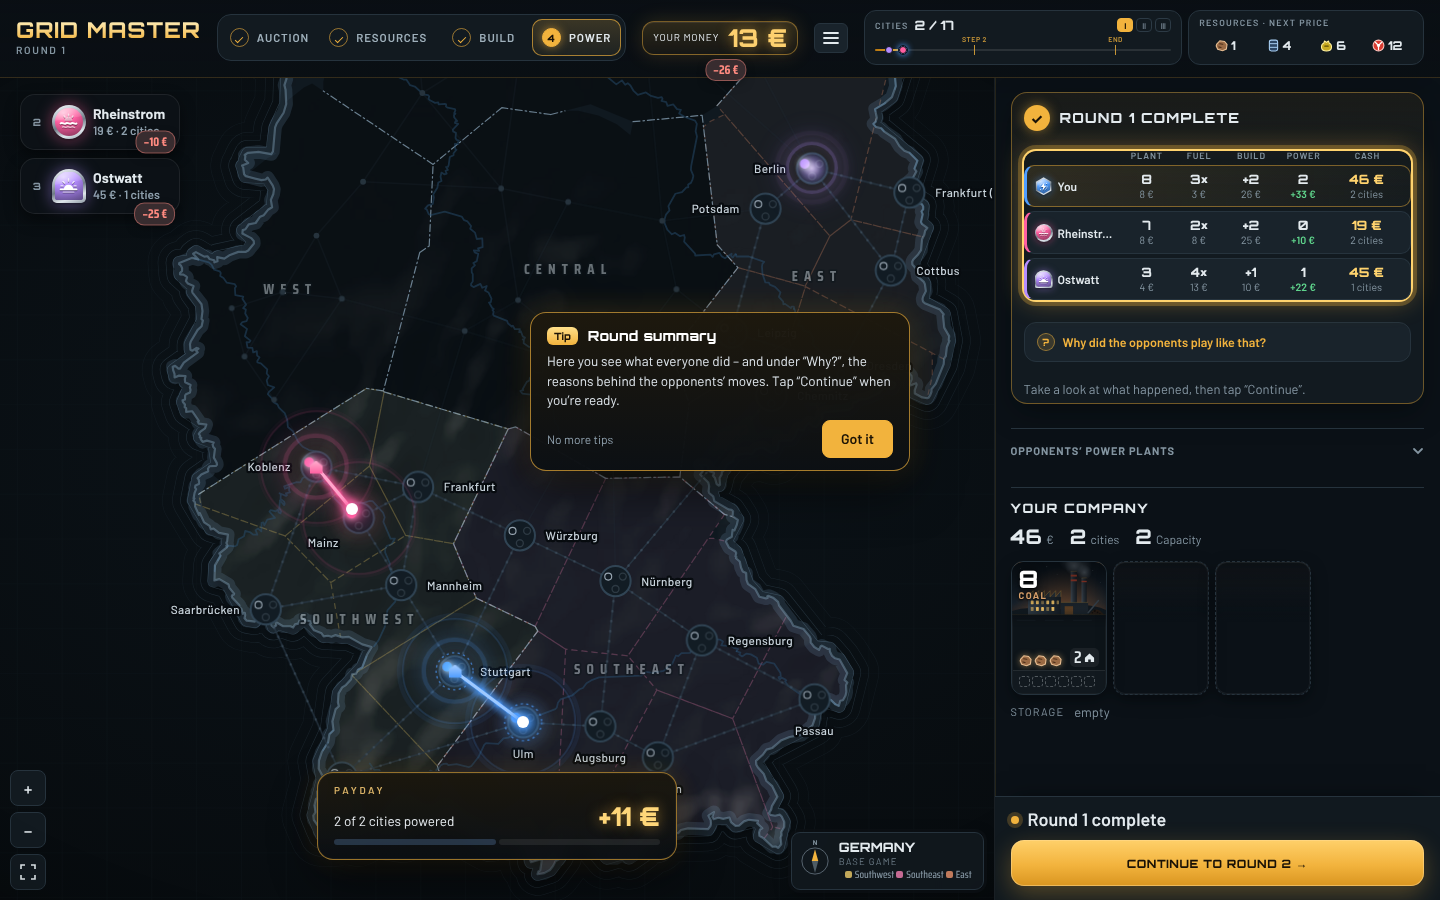 GRID MASTER
ROUND 1
AUCTION
RESOURCES
BUILD
4 POWER
YOUR MONEY 13 €
-26 €
CITIES 2/17
I II III
STEP 2
END
RESOURCES · NEXT PRICE
1 4 6 12
2 Rheinstrom
19 € · 2 cities
-10 €
3 Ostwatt
45 € · 1 cities
-25 €
Berlin
Potsdam
Frankfurt (
Cottbus
WEST
CENTRAL
EAST
Koblenz
Frankfurt
Mainz
Würzburg
Mannheim
Nürnberg
Saarbrücken
SOUTHWEST
Stuttgart
SOUTHEAST
Regensburg
Passau
Ulm
Augsburg
Tip Round summary
Here you see what everyone did – and under “Why?”, the
reasons behind the opponents’ moves. Tap “Continue” when
you’re ready.
No more tips
Got it
PAYDAY
2 of 2 cities powered
+11 €
+
−
N
GERMANY
BASE GAME
Southwest Southeast East
ROUND 1 COMPLETE
PLANT FUEL BUILD POWER CASH
You 8 3x +2 2 46 €
8 € 3 € 26 € +33 € 2 cities
Rheinstr... 7 2x +2 0 19 €
8 € 8 € 25 € +10 € 2 cities
Ostwatt 3 4x +1 1 45 €
4 € 13 € 10 € +22 € 1 cities
? Why did the opponents play like that?
Take a look at what happened, then tap “Continue”.
OPPONENTS’ POWER PLANTS
YOUR COMPANY
46 € 2 cities 2 Capacity
8
COAL
2
STORAGE empty
Round 1 complete
CONTINUE TO ROUND 2 →